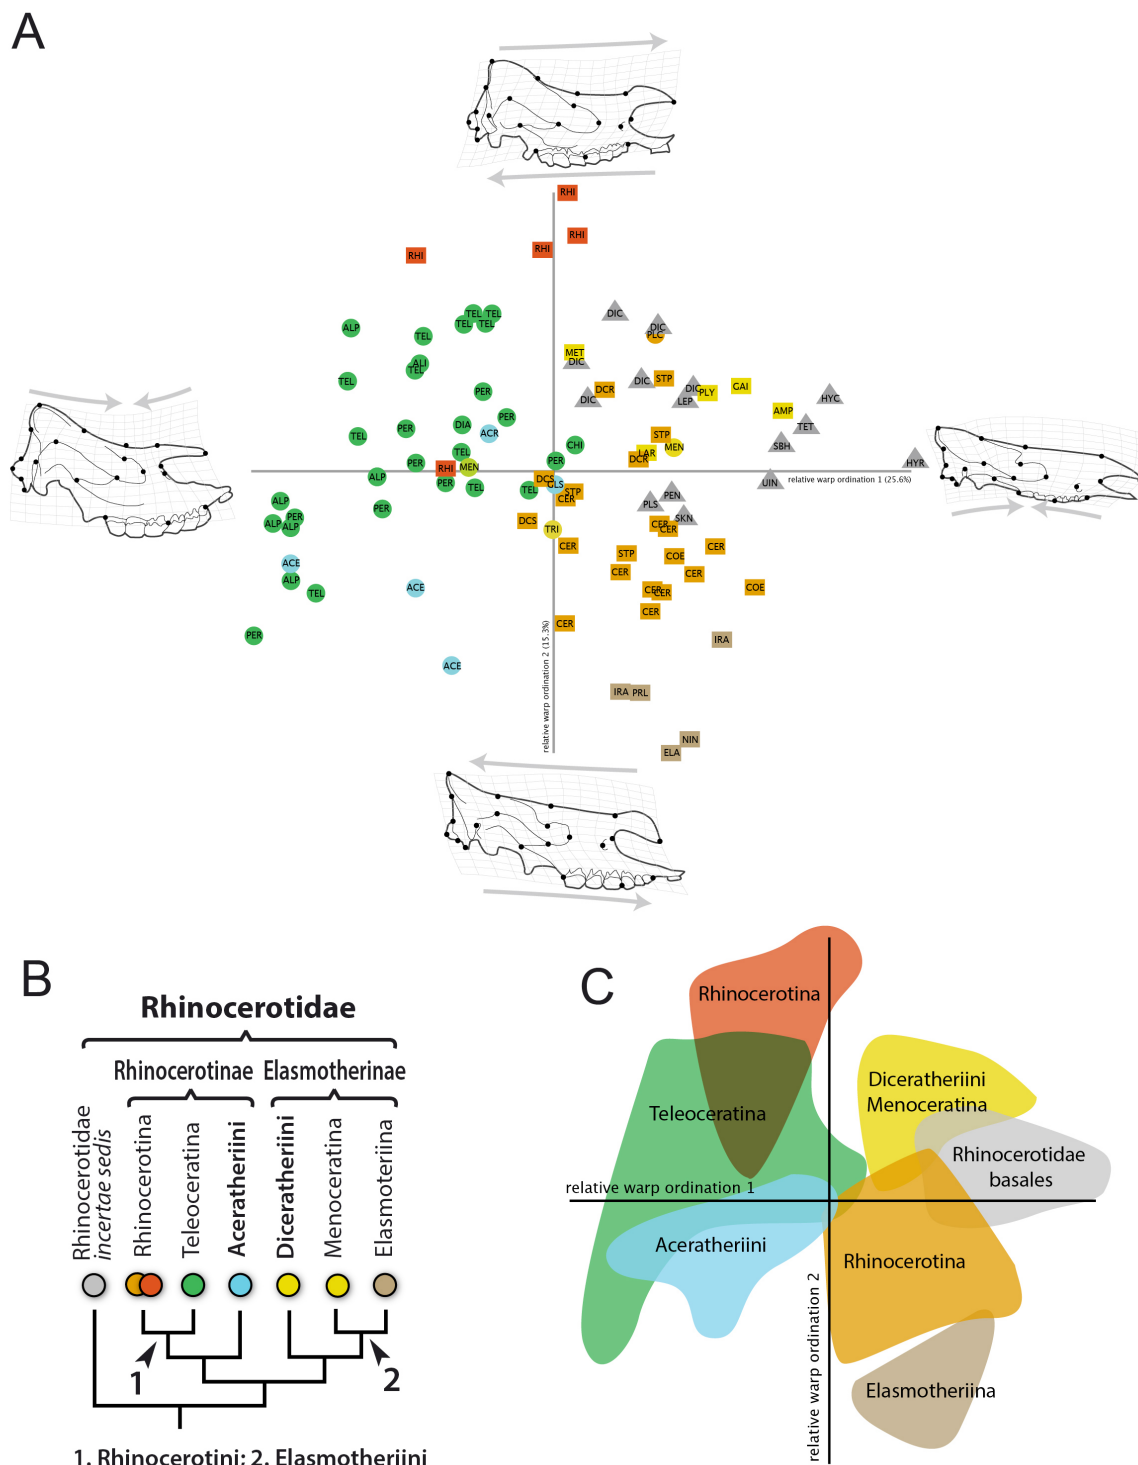 A
RHI
RHI
RHI
RHI
DIC
TEL TEL
TEL TEL
ALP
DIC
PLC
TEL
MET
DIC
ALI
TEL
TEL
DIC
STP
DIC
GAI
PER
DCR
PLY
DIC
LEP
HYC
AMP
PER
DIA
TET
PER
ACR
TEL
STP
CHI
SBH
MEN
LAR
TEL
DCR
PER
HYR
PER
RHI
MEN
ALP
DCS
UIN
relative warp ordination 1 (25.6%)
PER
TEL
TEL
GLS
STP
CER
PEN
ALP
PLS
PER
PER
SKN
ALP
ALP
DCS
CER
CER
TRI
CER
CER
STP
COE
ACE
CER
CER
ALP
ACE
COE
TEL
CER
CER
CER
CER
PER
IRA
ACE
relative warp ordination 2 (15.3%)
IRA
PRL
NIN
ELA
B
Rhinocerotidae
Rhinocerotinae
Elasmotherinae
Rhinocerotidae
incertae sedis
Rhinocerotina
Teleoceratina
Aceratheriini
Diceratheriini
Menoceratina
Elasmoteriina
1
2
1. Rhinocerotini; 2. Elasmotheriini
C
Rhinocerotina
Diceratheriini
Menoceratina
Teleoceratina
Rhinocerotidae
basales
relative warp ordination 1
Aceratheriini
Rhinocerotina
relative warp ordination 2
Elasmotheriina